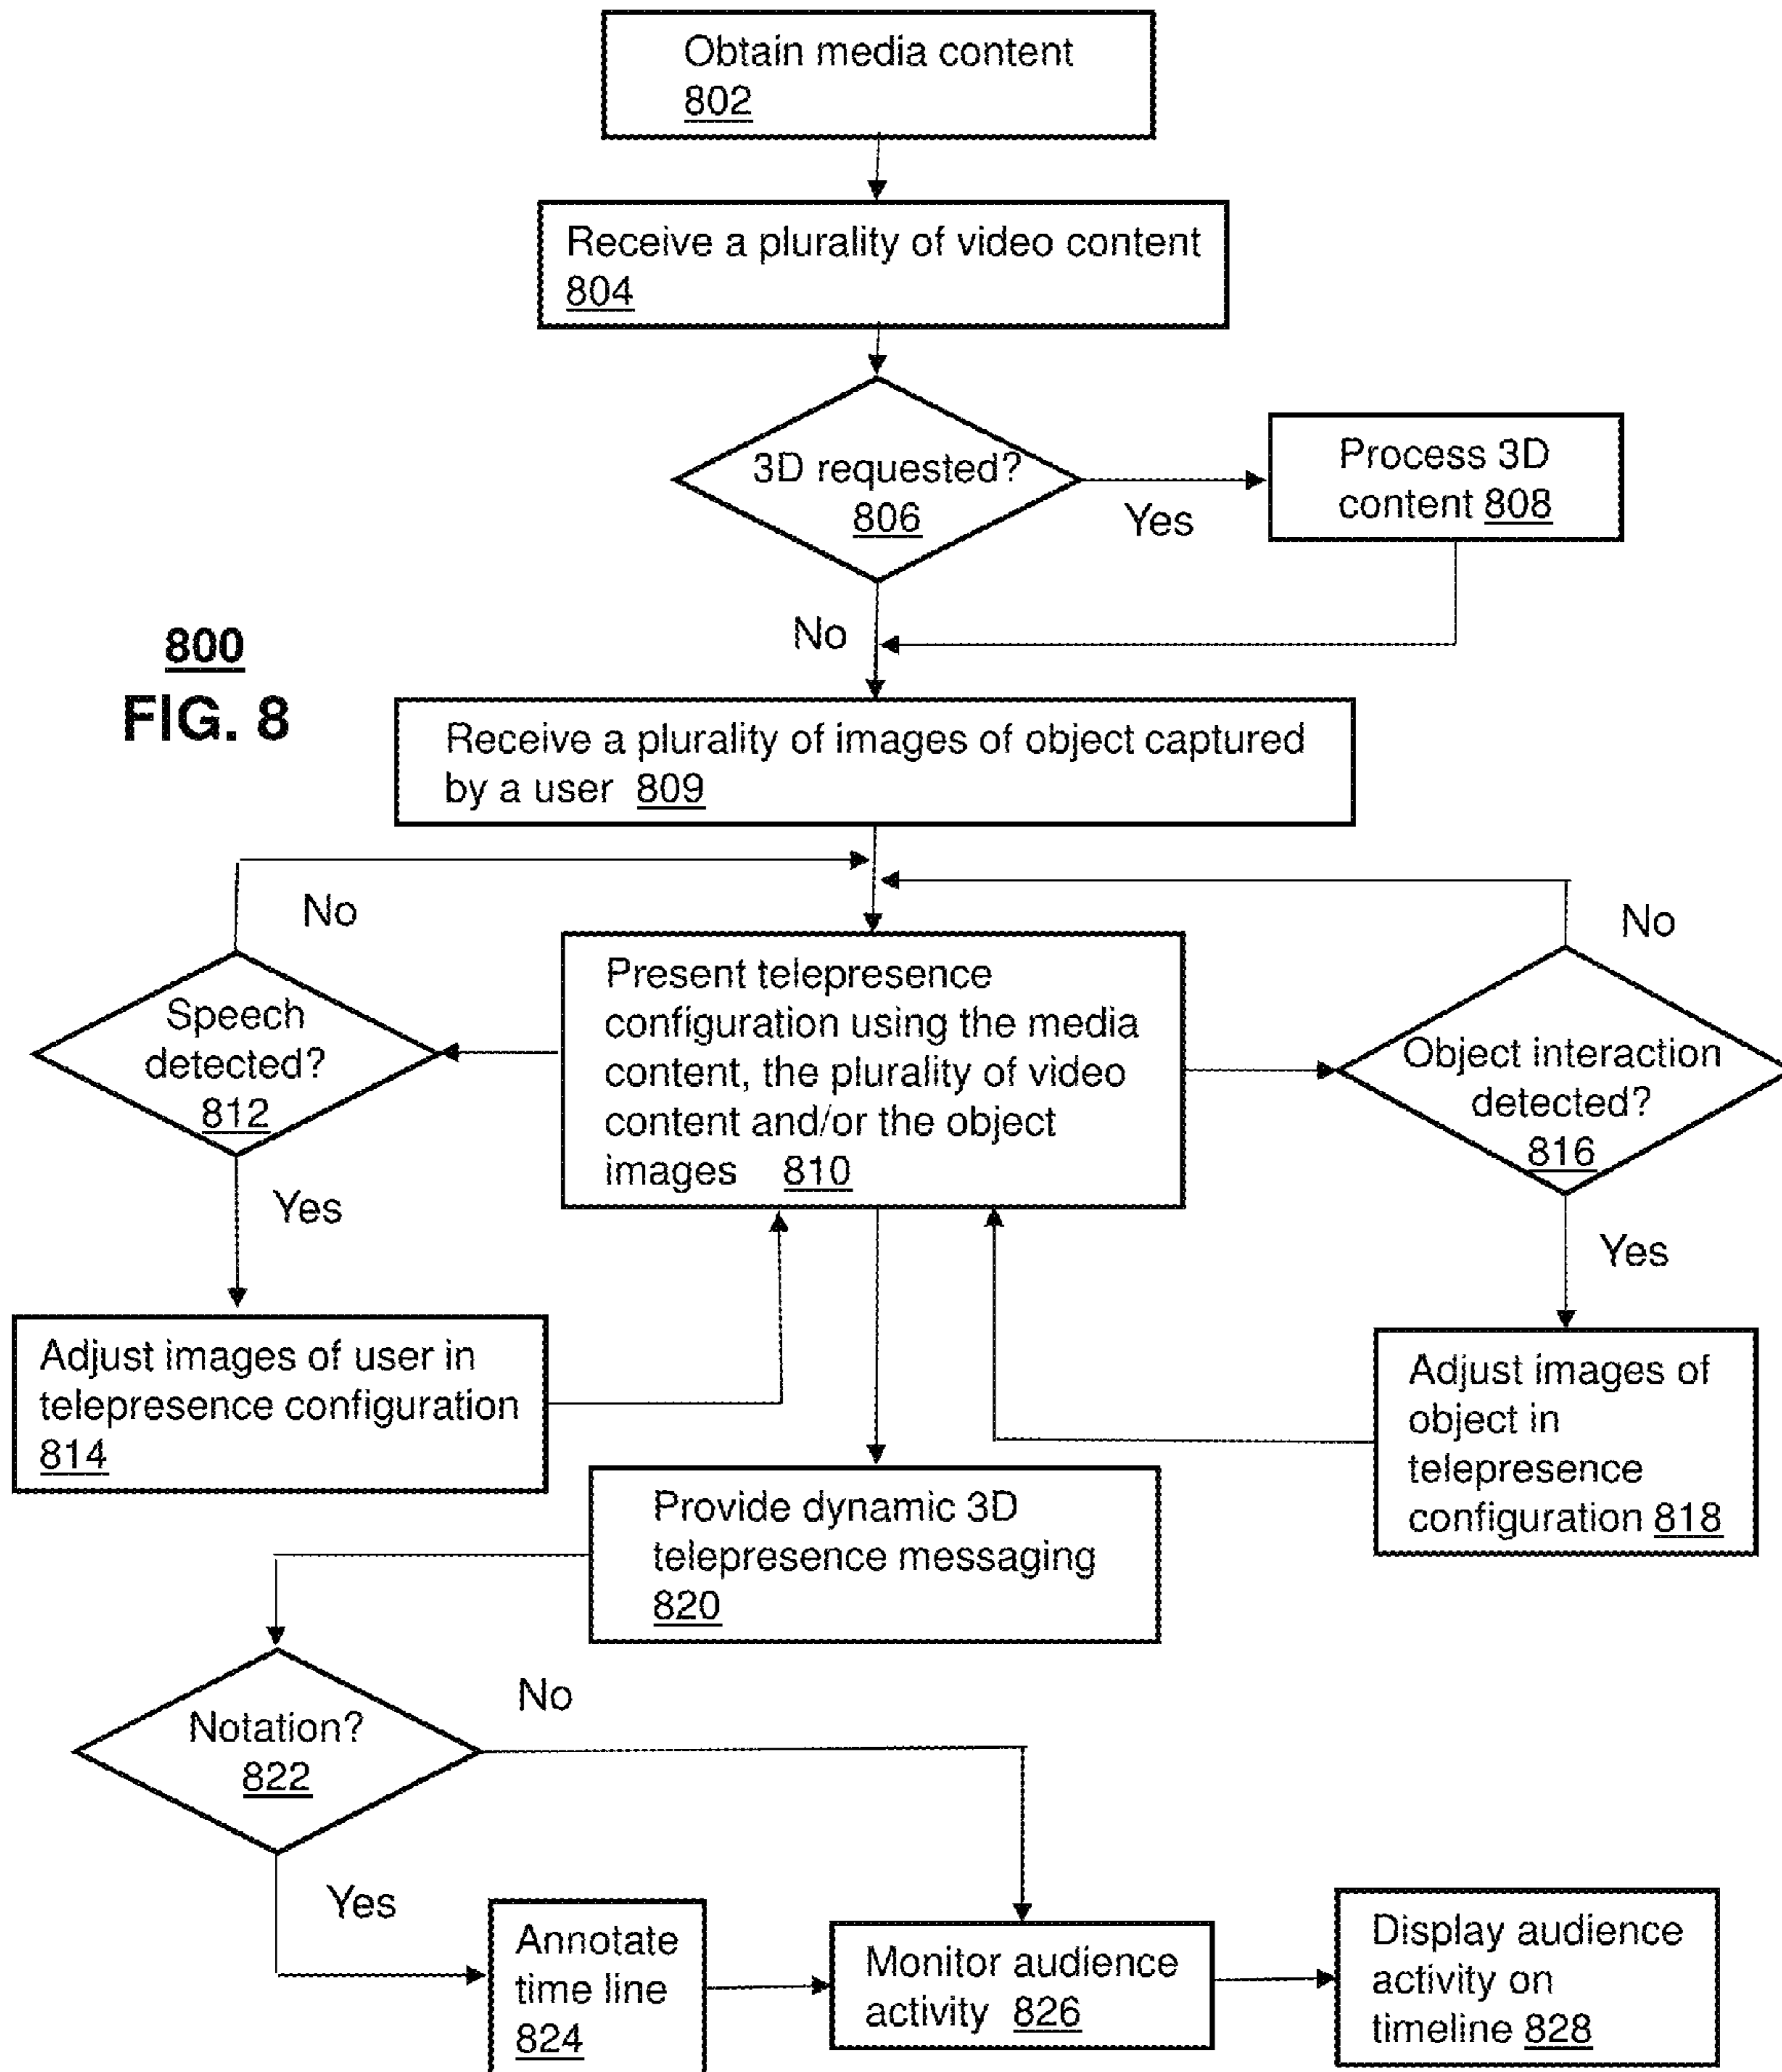 Obtain media content
802
Receive a plurality of video content
804
3D requested?
806
Yes
Process 3D
content 808
No
800
FIG. 8
Receive a plurality of images of object captured
by a user 809
No
No
Speech
detected?
812
Present telepresence
configuration using the media
content, the plurality of video
content and/or the object
images 810
Object interaction
detected?
816
Yes
Yes
Adjust images of user in
telepresence configuration
814
Adjust images of
object in
telepresence
configuration 818
Provide dynamic 3D
telepresence messaging
820
Notation?
822
No
Yes
Annotate
time line
824
Monitor audience
activity 826
Display audience
activity on
timeline 828